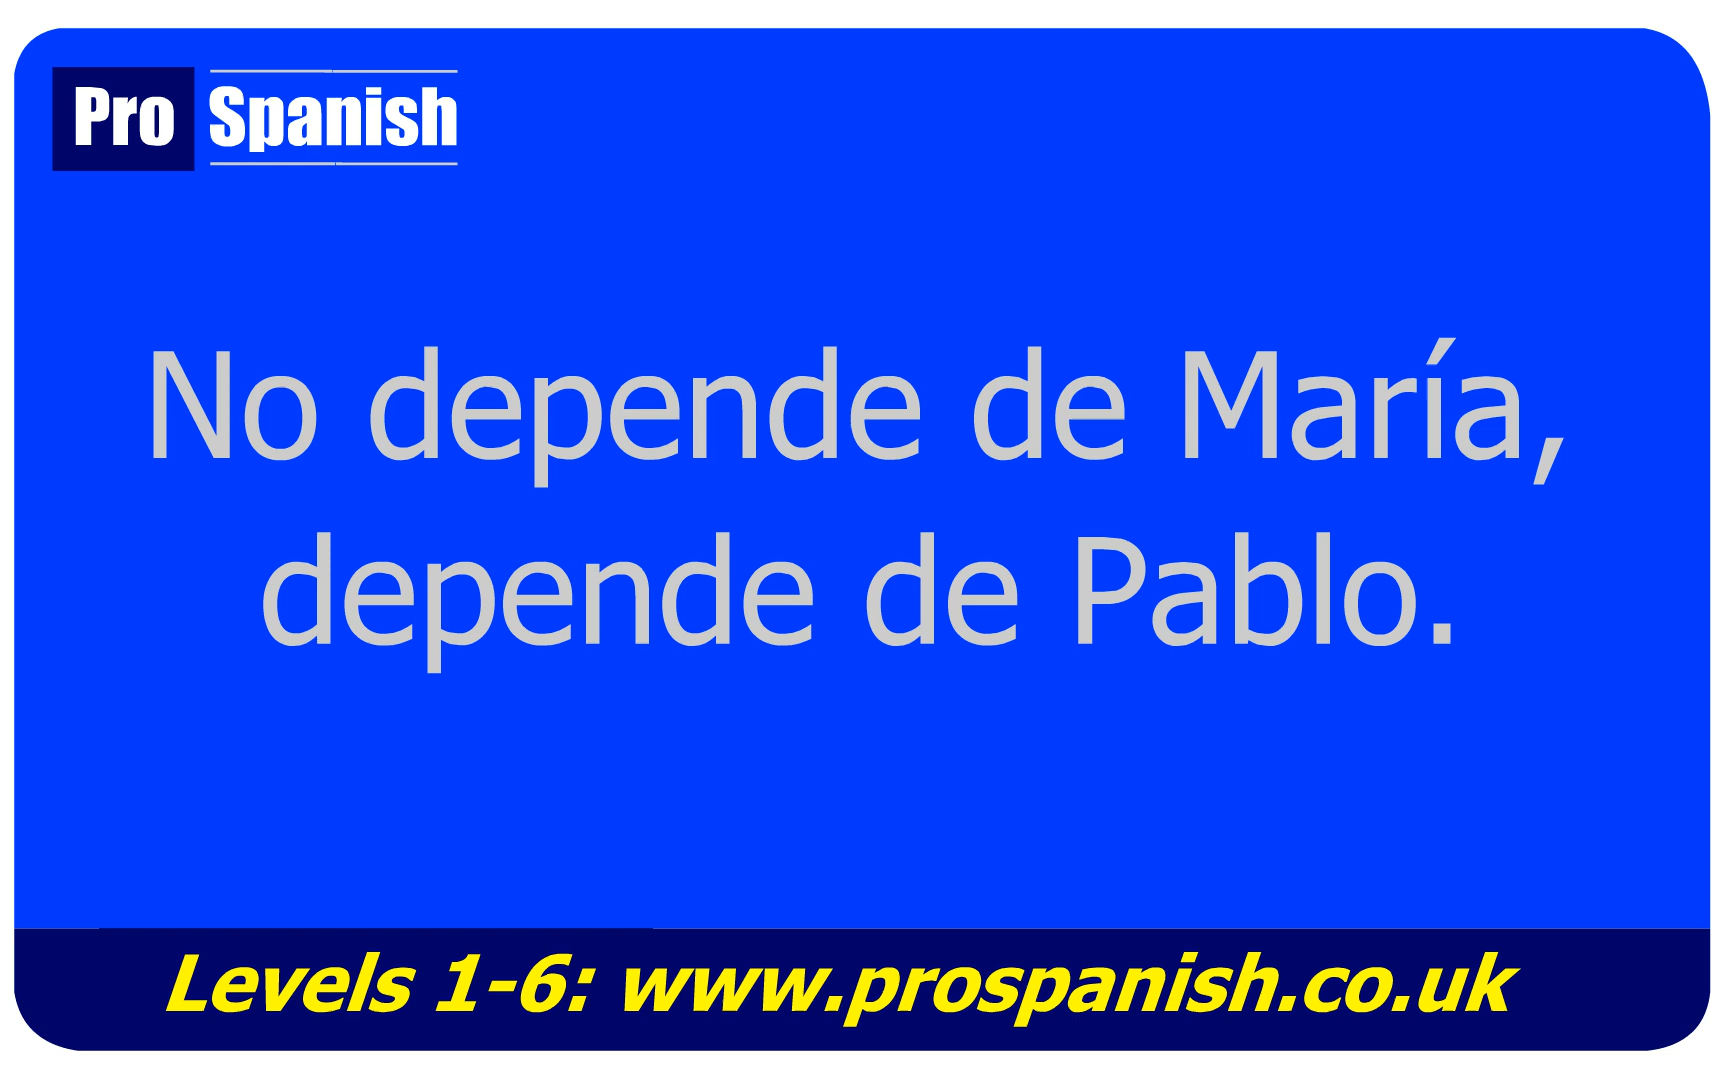 Pro Spanish
No depende de María,
depende de Pablo.
Levels 1-6: www.prospanish.co.uk